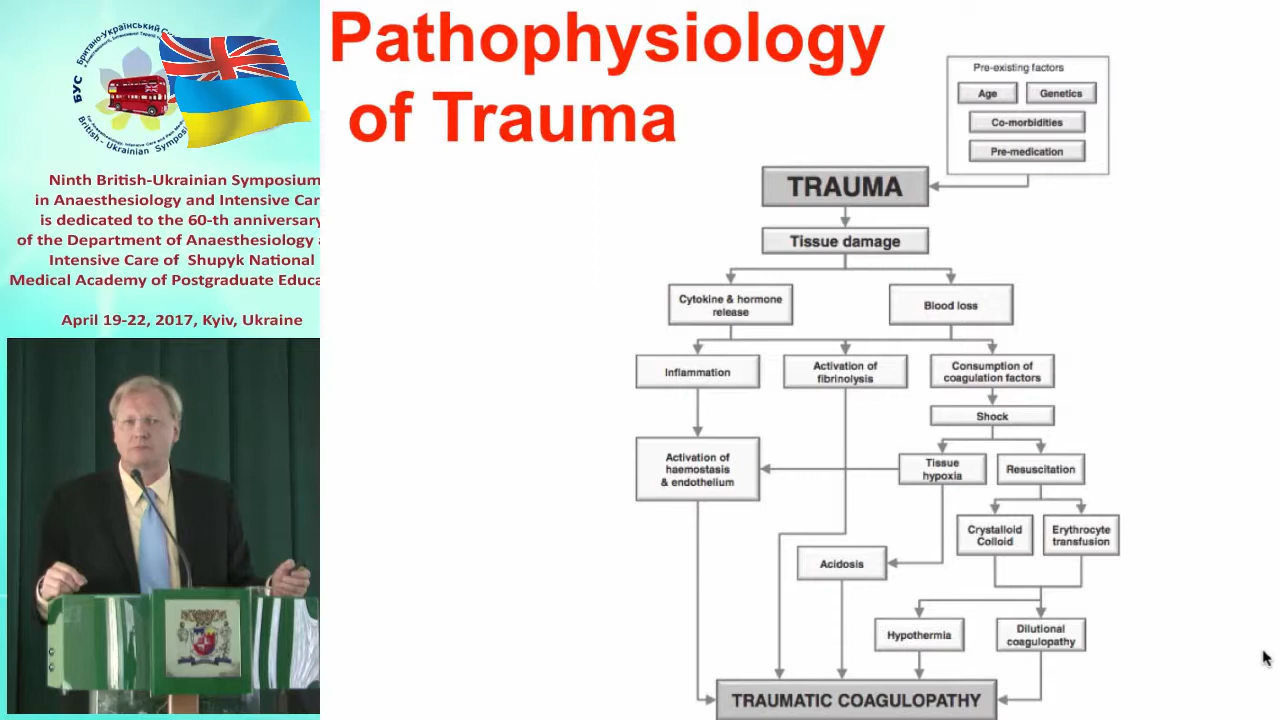 Pathophysiology
of Trauma
БУС
Британо-Український
British - Ukrainian Symposi
Ninth British-Ukrainian Symposium
in Anaesthesiology and Intensive Car
is dedicated to the 60-th anniversary
of the Department of Anaesthesiology
Intensive Care of Shupyk National
Medical Academy of Postgraduate Educa
April 19-22, 2017, Kyiv, Ukraine
Pre-existing factors
Age
Genetics
Co-morbidities
Pre-medication
TRAUMA
Tissue damage
Cytokine & hormone
release
Blood loss
Inflammation
Activation of
fibrinolysis
Consumption of
coagulation factors
Shock
Activation of
haemostasis
& endothelium
Tissue
hypoxia
Resuscitation
Crystalloid
Colloid
Erythrocyte
transfusion
Acidosis
Hypothermia
Dilutional
coagulopathy
TRAUMATIC COAGULOPATHY